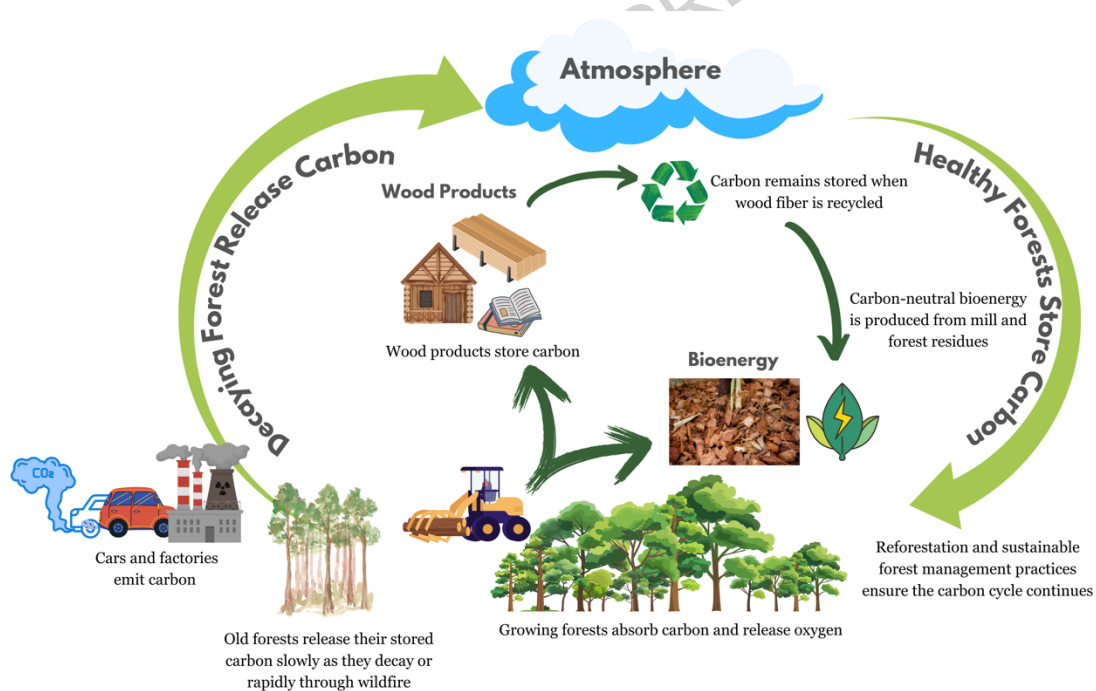 Atmosphere
Decaying Forest Release Carbon
Healthy Forests Store Carbon
Wood Products
Carbon remains stored when
wood fiber is recycled
Wood products store carbon
Carbon-neutral bioenergy
is produced from mill and
forest residues
Bioenergy
CO₂
Cars and factories
emit carbon
Old forests release their stored
carbon slowly as they decay or
rapidly through wildfire
Growing forests absorb carbon and release oxygen
Reforestation and sustainable
forest management practices
ensure the carbon cycle continues